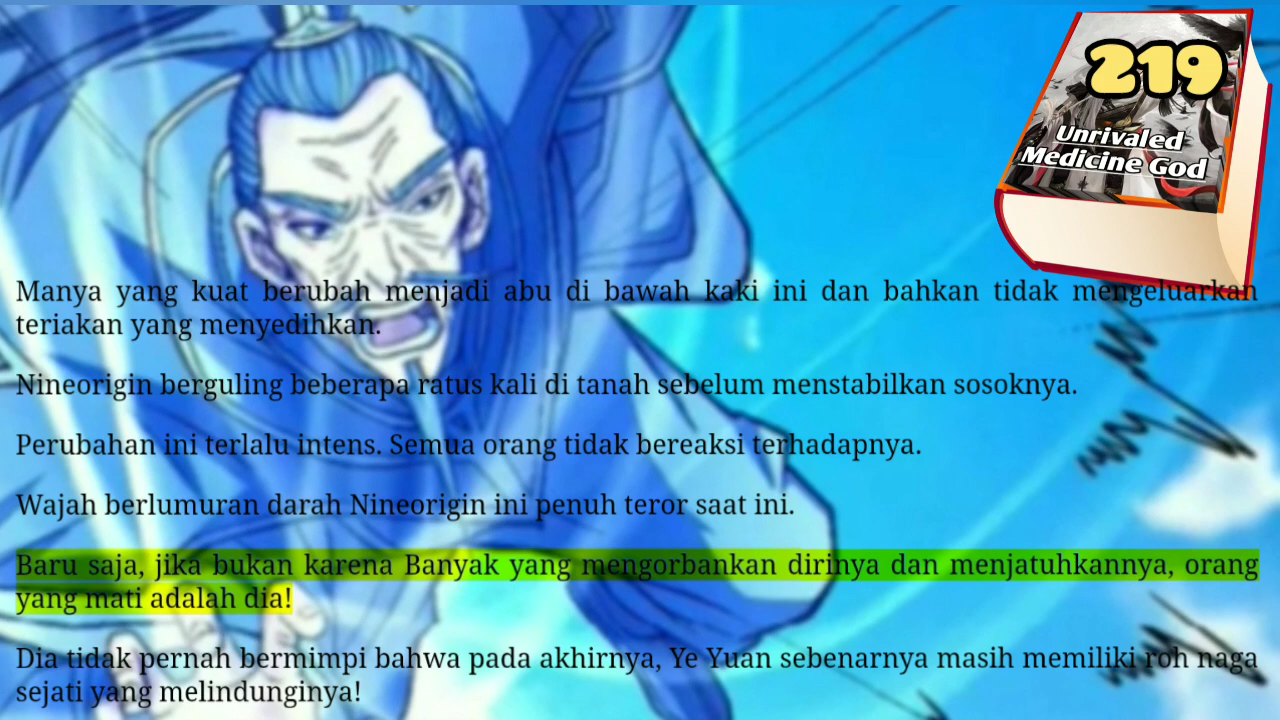 219
Unrivaled
Medicine God
Manya yang kuat berubah menjadi abu di bawah kaki ini dan bahkan tidak mengeluarkan
teriakan yang menyedihkan.
Nineorigin berguling beberapa ratus kali di tanah sebelum menstabilkan sosoknya.
Perubahan ini terlalu intens. Semua orang tidak bereaksi terhadapnya.
Wajah berlumuran darah Nineorigin ini penuh teror saat ini.
Baru saja, jika bukan karena Banyak yang mengorbankan dirinya dan menjatuhkannya, orang
yang mati adalah dia!
Dia tidak pernah bermimpi bahwa pada akhirnya, Ye Yuan sebenarnya masih memiliki roh naga
sejati yang melindunginya!